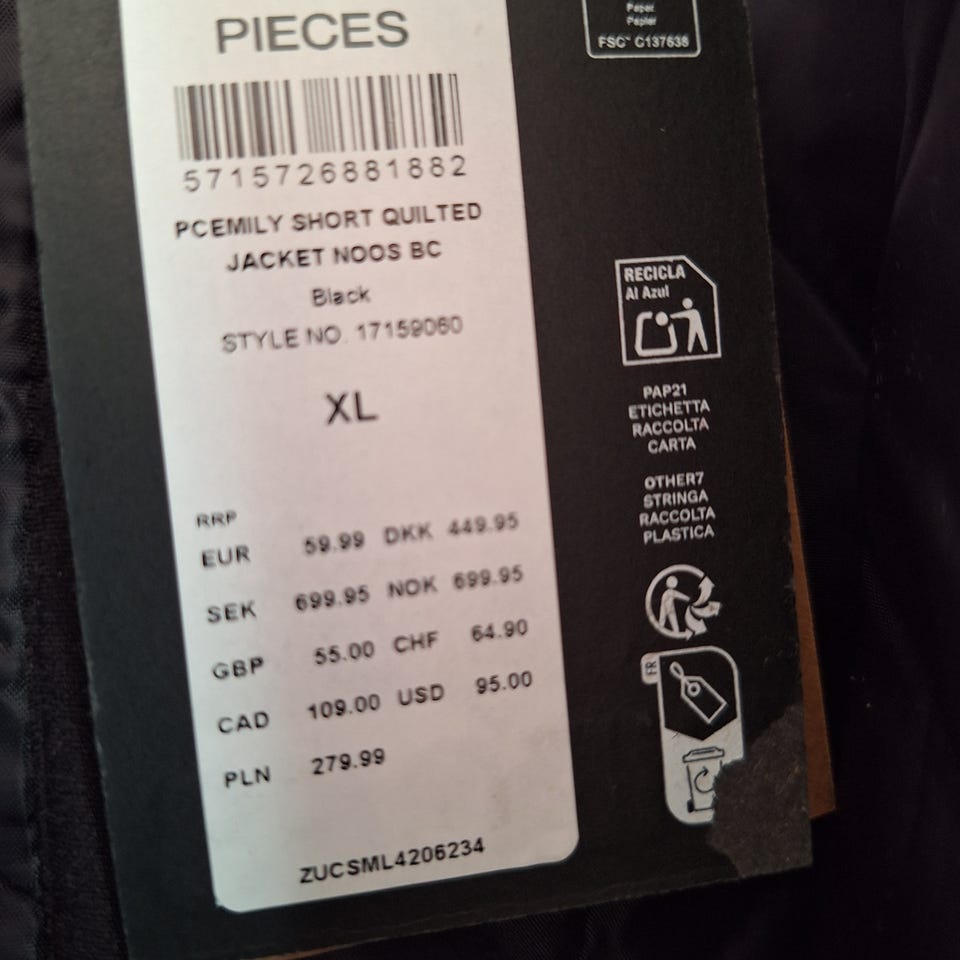 PIECES
5715726881882
PCEMILY SHORT QUILTED
JACKET NOOS BC
Black
STYLE NO. 17159060
XL
RRP
EUR 59.99 DKK 449.95
SEK 699.95 NOK 699.95
GBP 55.00 CHF 64.90
CAD 109.00 USD 95.00
PLN 279.99
ZUCSML4206234
Paper.
Papier
FSC™ C137638
RECICLA
Al Azul
PAP21
ETICHETTA
RACCOLTA
CARTA
OTHER7
STRINGA
RACCOLTA
PLASTICA
FR